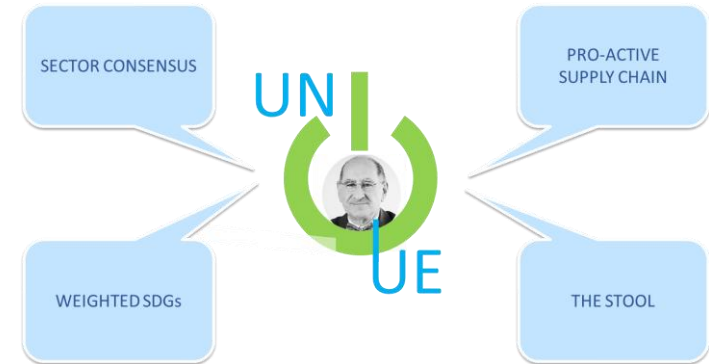 SECTOR CONSENSUS
PRO-ACTIVE
SUPPLY CHAIN
UN
UE
WEIGHTED SDGs
THE STOOL